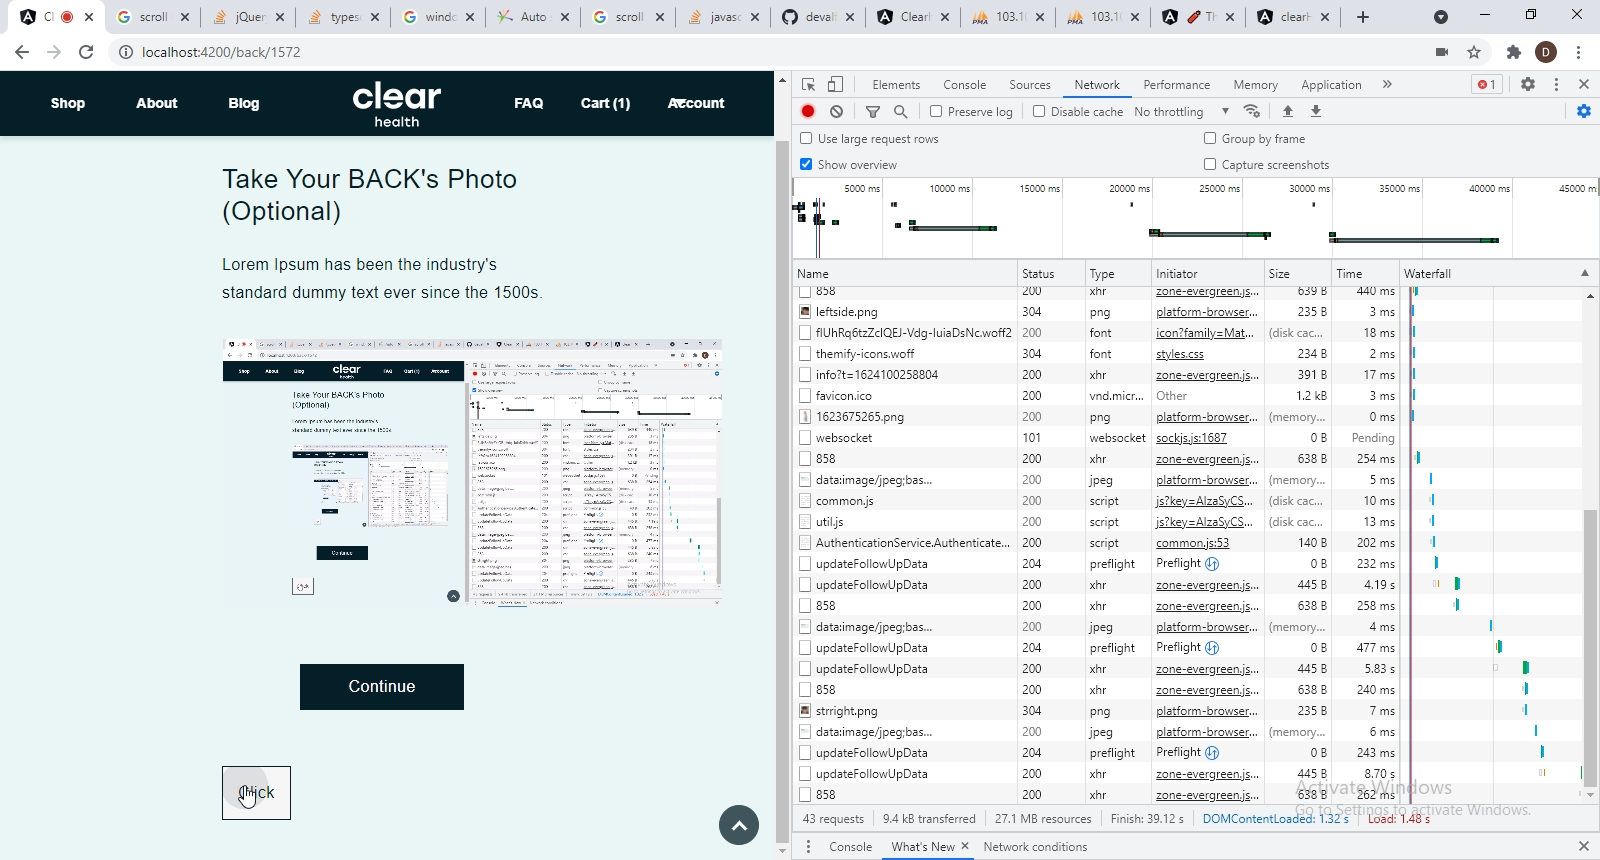 Cl
scroll
jQuer
types
windo
Auto
scroll
javasc
devalf
Clearl
103.1
103.1
Th
clearH
localhost:4200/back/1572
D
Shop
About
Blog
clear
health
FAQ
Cart (1)
Account
Take Your BACK's Photo
(Optional)
Lorem Ipsum has been the industry's
standard dummy text ever since the 1500s.
Continue
Click
Elements Console Sources Network Performance Memory Application 1
Preserve log Disable cache No throttling
Use large request rows Group by frame
Show overview Capture screenshots
5000 ms 10000 ms 15000 ms 20000 ms 25000 ms 30000 ms 35000 ms 40000 ms 45000 m
Name Status Type Initiator Size Time Waterfall
858 200 xhr zone-evergreen.js... 639 B 440 ms
leftside.png 304 png platform-browser... 235 B 3 ms
flUhRq6tzZclQEJ-Vdg-IuiaDsNc.woff2 200 font icon?family=Mat... (disk cac... 18 ms
themify-icons.woff 304 font styles.css 234 B 2 ms
info?t=1624100258804 200 xhr zone-evergreen.js... 391 B 17 ms
favicon.ico 200 vnd.micr... Other 1.2 kB 3 ms
1623675265.png 200 png platform-browser... (memory... 0 ms
websocket 101 websocket sockjs.js:1687 0 B Pending
858 200 xhr zone-evergreen.js... 638 B 254 ms
data:image/jpeg;bas... 200 jpeg platform-browser... (memory... 5 ms
common.js 200 script js?key=AIzaSyCS... (disk cac... 10 ms
util.js 200 script js?key=AIzaSyCS... (disk cac... 13 ms
AuthenticationService.Authenticate... 200 script common.js:53 140 B 202 ms
updateFollowUpData 204 preflight Preflight 0 B 232 ms
updateFollowUpData 200 xhr zone-evergreen.js... 445 B 4.19 s
858 200 xhr zone-evergreen.js... 638 B 258 ms
data:image/jpeg;bas... 200 jpeg platform-browser... (memory... 4 ms
updateFollowUpData 204 preflight Preflight 0 B 477 ms
updateFollowUpData 200 xhr zone-evergreen.js... 445 B 5.83 s
858 200 xhr zone-evergreen.js... 638 B 240 ms
strright.png 304 png platform-browser... 235 B 7 ms
data:image/jpeg;bas... 200 jpeg platform-browser... (memory... 6 ms
updateFollowUpData 204 preflight Preflight 0 B 243 ms
updateFollowUpData 200 xhr zone-evergreen.js... 445 B 8.70 s
858 200 xhr zone-evergreen.js... 638 B 262 ms
Activate Windows
Go to Settings to activate Windows.
43 requests 9.4 kB transferred 27.1 MB resources Finish: 39.12 s DOMContentLoaded: 1.32 s Load: 1.48 s
Console What's New Network conditions